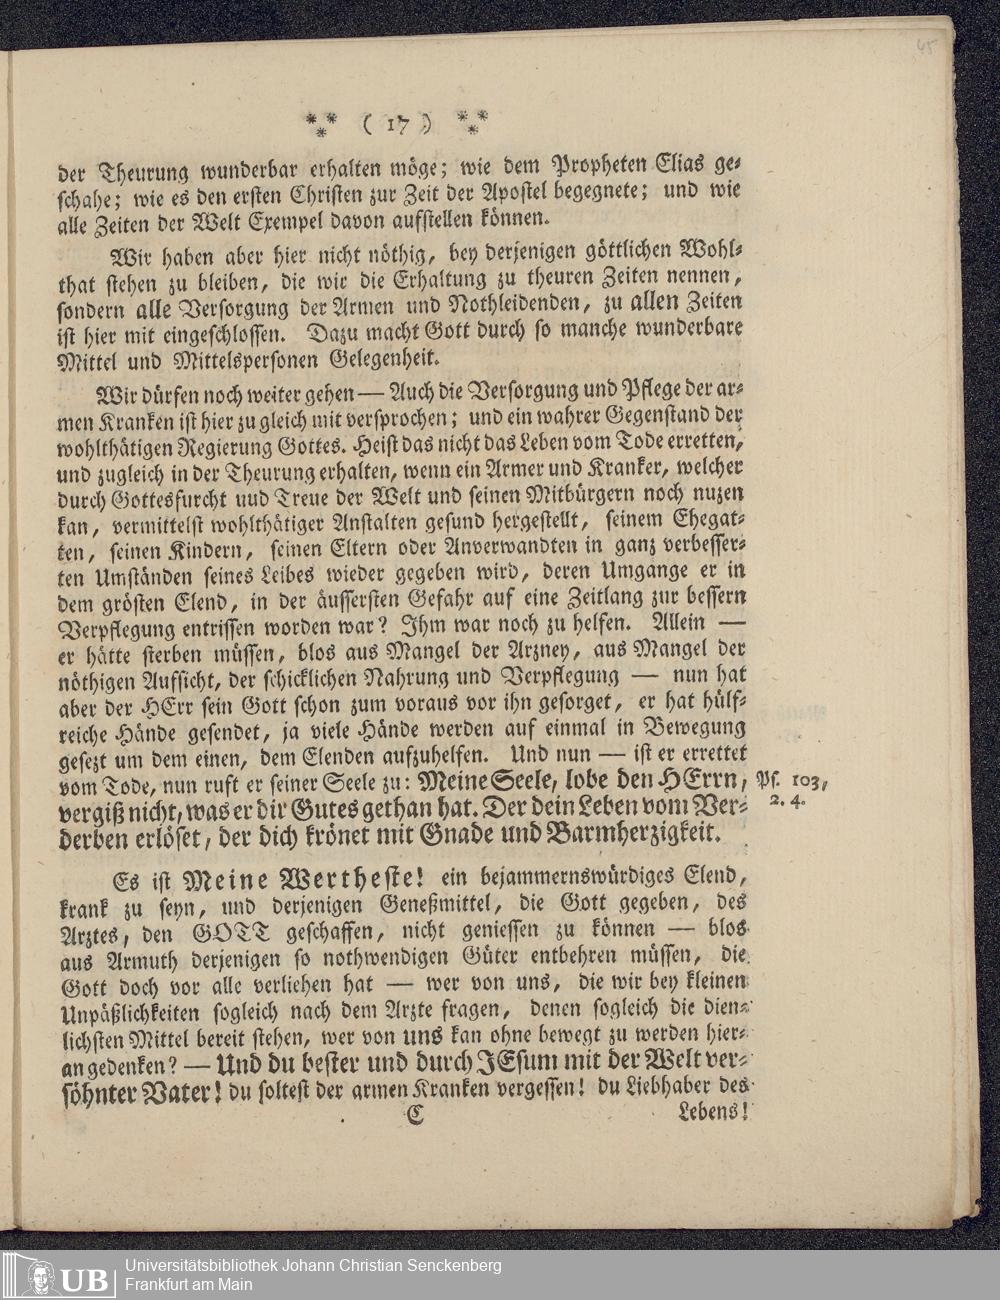 45
⁂ ( 17 ) ⁂
der Theurung wunderbar erhalten möge; wie dem Propheten Elias ge-
schahe; wie es den ersten Christen zur Zeit der Apostel begegnete; und wie
alle Zeiten der Welt Exempel davon aufstellen können.
Wir haben aber hier nicht nöthig, bey derjenigen göttlichen Wohl-
that stehen zu bleiben, die wir die Erhaltung zu theuren Zeiten nennen,
sondern alle Versorgung der Armen und Nothleidenden, zu allen Zeiten
ist hier mit eingeschlossen. Dazu macht Gott durch so manche wunderbare
Mittel und Mittelspersonen Gelegenheit.
Wir dürfen noch weiter gehen — Auch die Versorgung und Pflege der ar-
men Kranken ist hier zugleich mit versprochen; und ein wahrer Gegenstand der
wohlthätigen Regierung Gottes. Heist das nicht das Leben vom Tode erretten,
und zugleich in der Theurung erhalten, wenn ein Armer und Kranker, welcher
durch Gottesfurcht uud Treue der Welt und seinen Mitbürgern noch nuzen
kan, vermittelst wohlthätiger Anstalten gesund hergestellt, seinem Ehegat-
ten, seinen Kindern, seinen Eltern oder Anverwandten in ganz verbesser-
ten Umständen seines Leibes wieder gegeben wird, deren Umgange er in
dem grösten Elend, in der äussersten Gefahr auf eine Zeitlang zur bessern
Verpflegung entrissen worden war? Ihm war noch zu helfen. Allein —
er hätte sterben müssen, blos aus Mangel der Arzney, aus Mangel der
nöthigen Aufsicht, der schicklichen Nahrung und Verpflegung — nun hat
aber der HErr sein Gott schon zum voraus vor ihn gesorget, er hat hülf-
reiche Hände gesendet, ja viele Hände werden auf einmal in Bewegung
gesezt um dem einen, dem Elenden aufzuhelfen. Und nun — ist er errettet
vom Tode, nun ruft er seiner Seele zu: Meine Seele, lobe den HErrn, Ps. 103,
vergiß nicht, was er dir Gutes gethan hat. Der dein Leben vom Ver- 2. 4.
derben erlöset, der dich krönet mit Gnade und Barmherzigkeit.
Es ist Meine Wertheste! ein bejammernswürdiges Elend,
krank zu seyn, und derjenigen Geneßmittel, die Gott gegeben, des
Arztes, den GOTT geschaffen, nicht geniessen zu können — blos
aus Armuth derjenigen so nothwendigen Güter entbehren müssen, die
Gott doch vor alle verliehen hat — wer von uns, die wir bey kleinen
Unpäßlichkeiten sogleich nach dem Arzte fragen, denen sogleich die dien-
lichsten Mittel bereit stehen, wer von uns kan ohne bewegt zu werden hier-
an gedenken? — Und du bester und durch JEsum mit der Welt ver-
söhnter Vater! du soltest der armen Kranken vergessen! du Liebhaber des
C Lebens!
UB Universitätsbibliothek Johann Christian Senckenberg
Frankfurt am Main